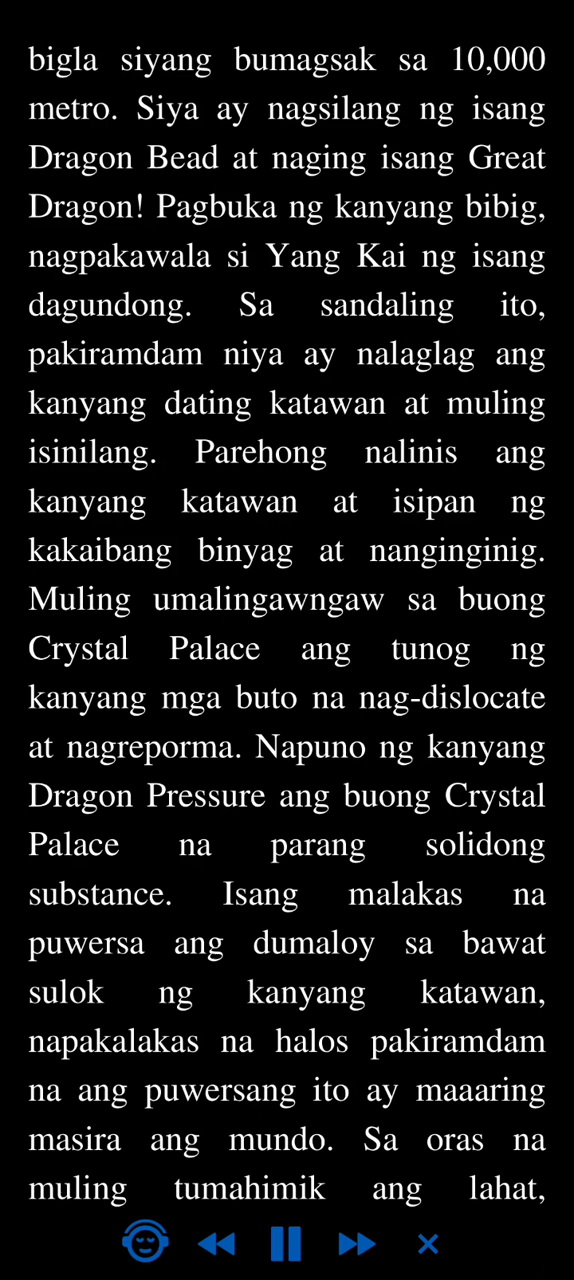 bigla siyang bumagsak sa 10,000
metro. Siya ay nagsilang ng isang
Dragon Bead at naging isang Great
Dragon! Pagbuka ng kanyang bibig,
nagpakawala si Yang Kai ng isang
dagundong. Sa sandaling ito,
pakiramdam niya ay nalaglag ang
kanyang dating katawan at muling
isinilang. Parehong nalinis ang
kanyang katawan at isipan ng
kakaibang binyag at nanginginig.
Muling umalingawngaw sa buong
Crystal Palace ang tunog ng
kanyang mga buto na nag-dislocate
at nagreporma. Napuno ng kanyang
Dragon Pressure ang buong Crystal
Palace na parang solidong
substance. Isang malakas na
puwersa ang dumaloy sa bawat
sulok ng kanyang katawan,
napakalakas na halos pakiramdam
na ang puwersang ito ay maaaring
masira ang mundo. Sa oras na
muling tumahimik ang lahat,